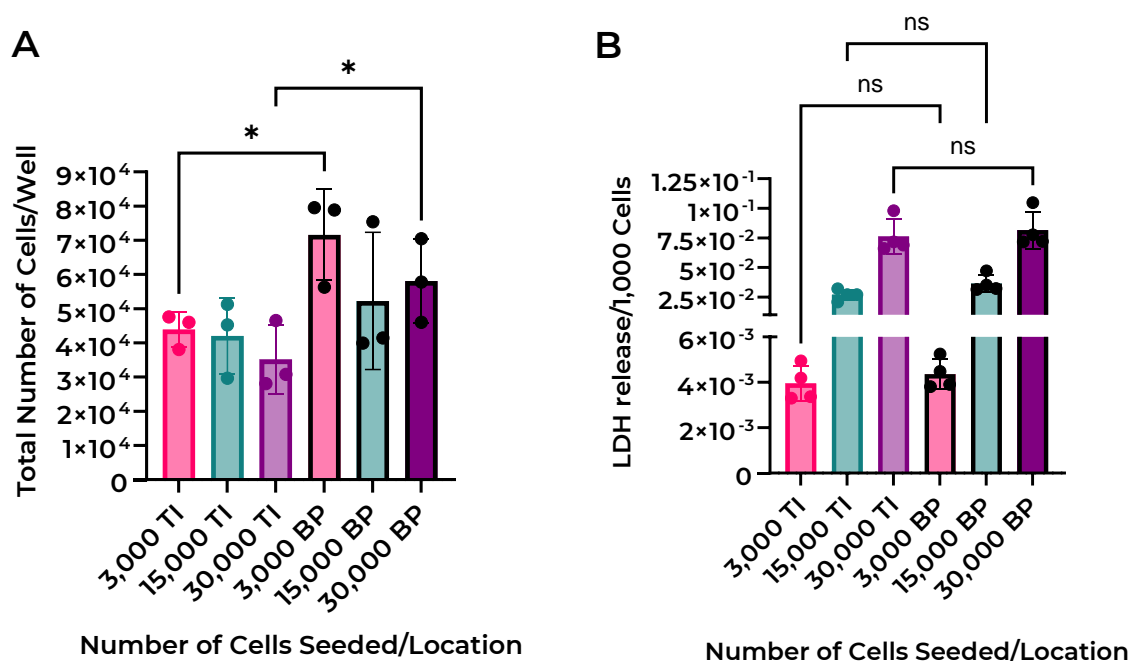 A
*
*
Total Number of Cells/Well
9×10⁴
8×10⁴
7×10⁴
6×10⁴
5×10⁴
4×10⁴
3×10⁴
2×10⁴
1×10⁴
0
3,000 TI
15,000 TI
30,000 TI
3,000 BP
15,000 BP
30,000 BP
Number of Cells Seeded/Location
B
ns
ns
ns
LDH release/1,000 Cells
1.25×10⁻¹
1×10⁻¹
7.5×10⁻²
5×10⁻²
2.5×10⁻²
6×10⁻³
4×10⁻³
2×10⁻³
0
3,000 TI
15,000 TI
30,000 TI
3,000 BP
15,000 BP
30,000 BP
Number of Cells Seeded/Location